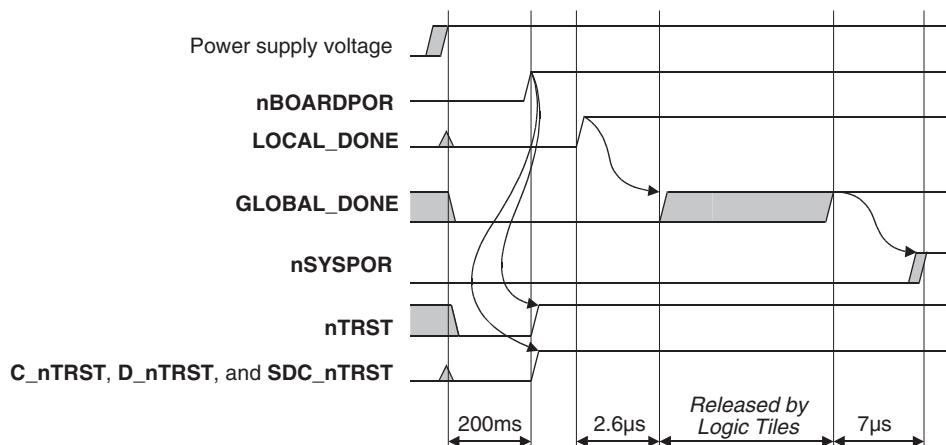 Power supply voltage
nBOARDPOR
LOCAL_DONE
GLOBAL_DONE
nSYSPOR
nTRST
C_nTRST, D_nTRST, and SDC_nTRST
200ms
2.6µs
Released by
Logic Tiles
7µs